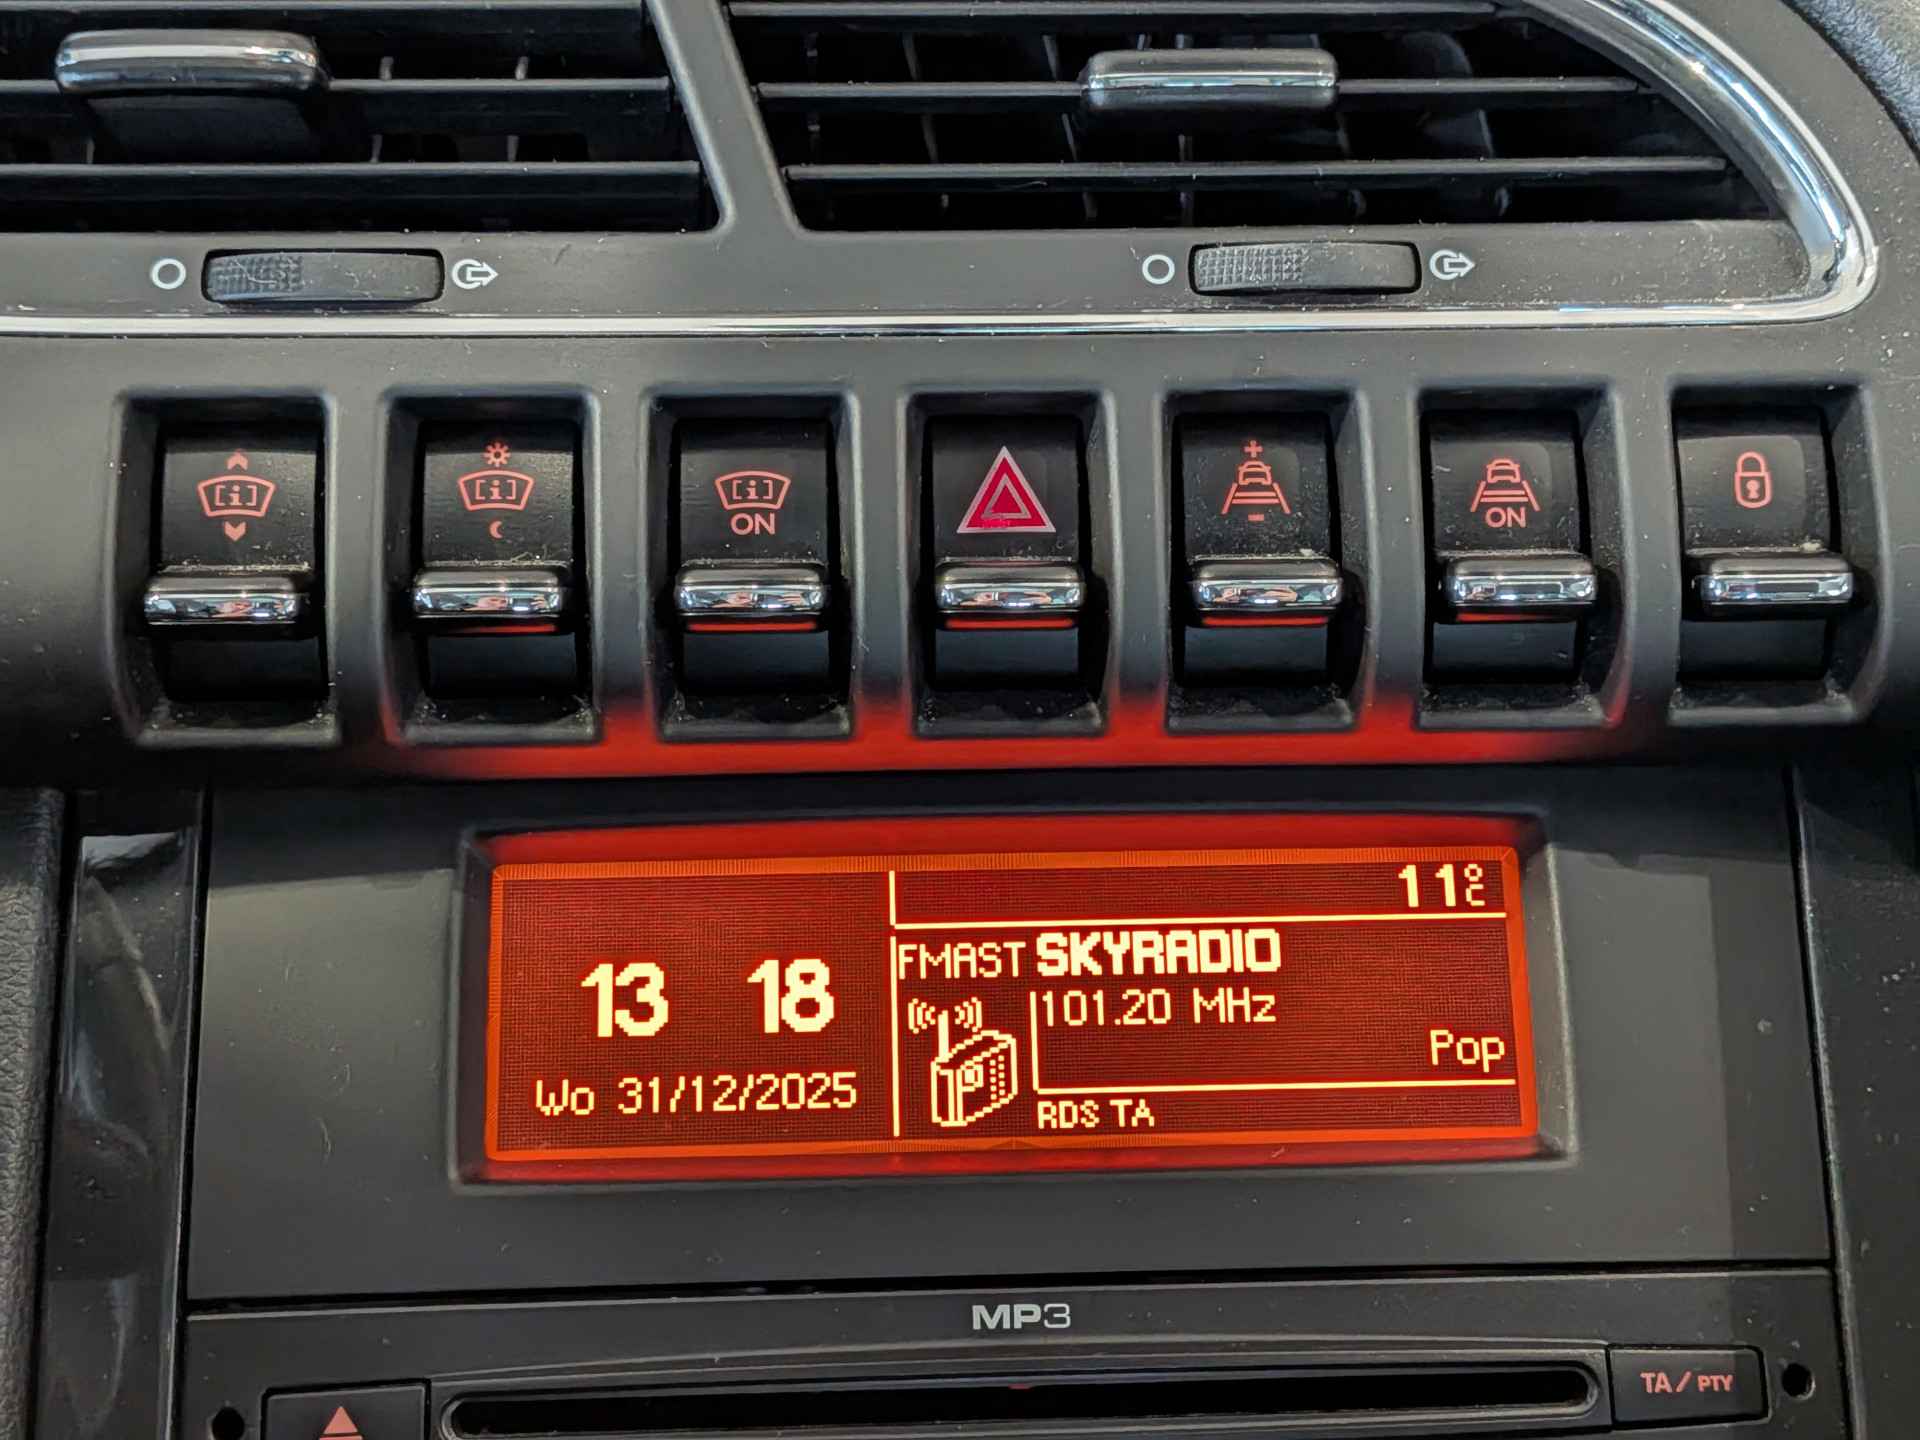 [i]
[i]
[i]
ON
+
-
ON
11°C
FMAST SKYRADIO
101.20 MHz
Pop
RDS TA
13 18
Wo 31/12/2025
MP3
TA / PTY